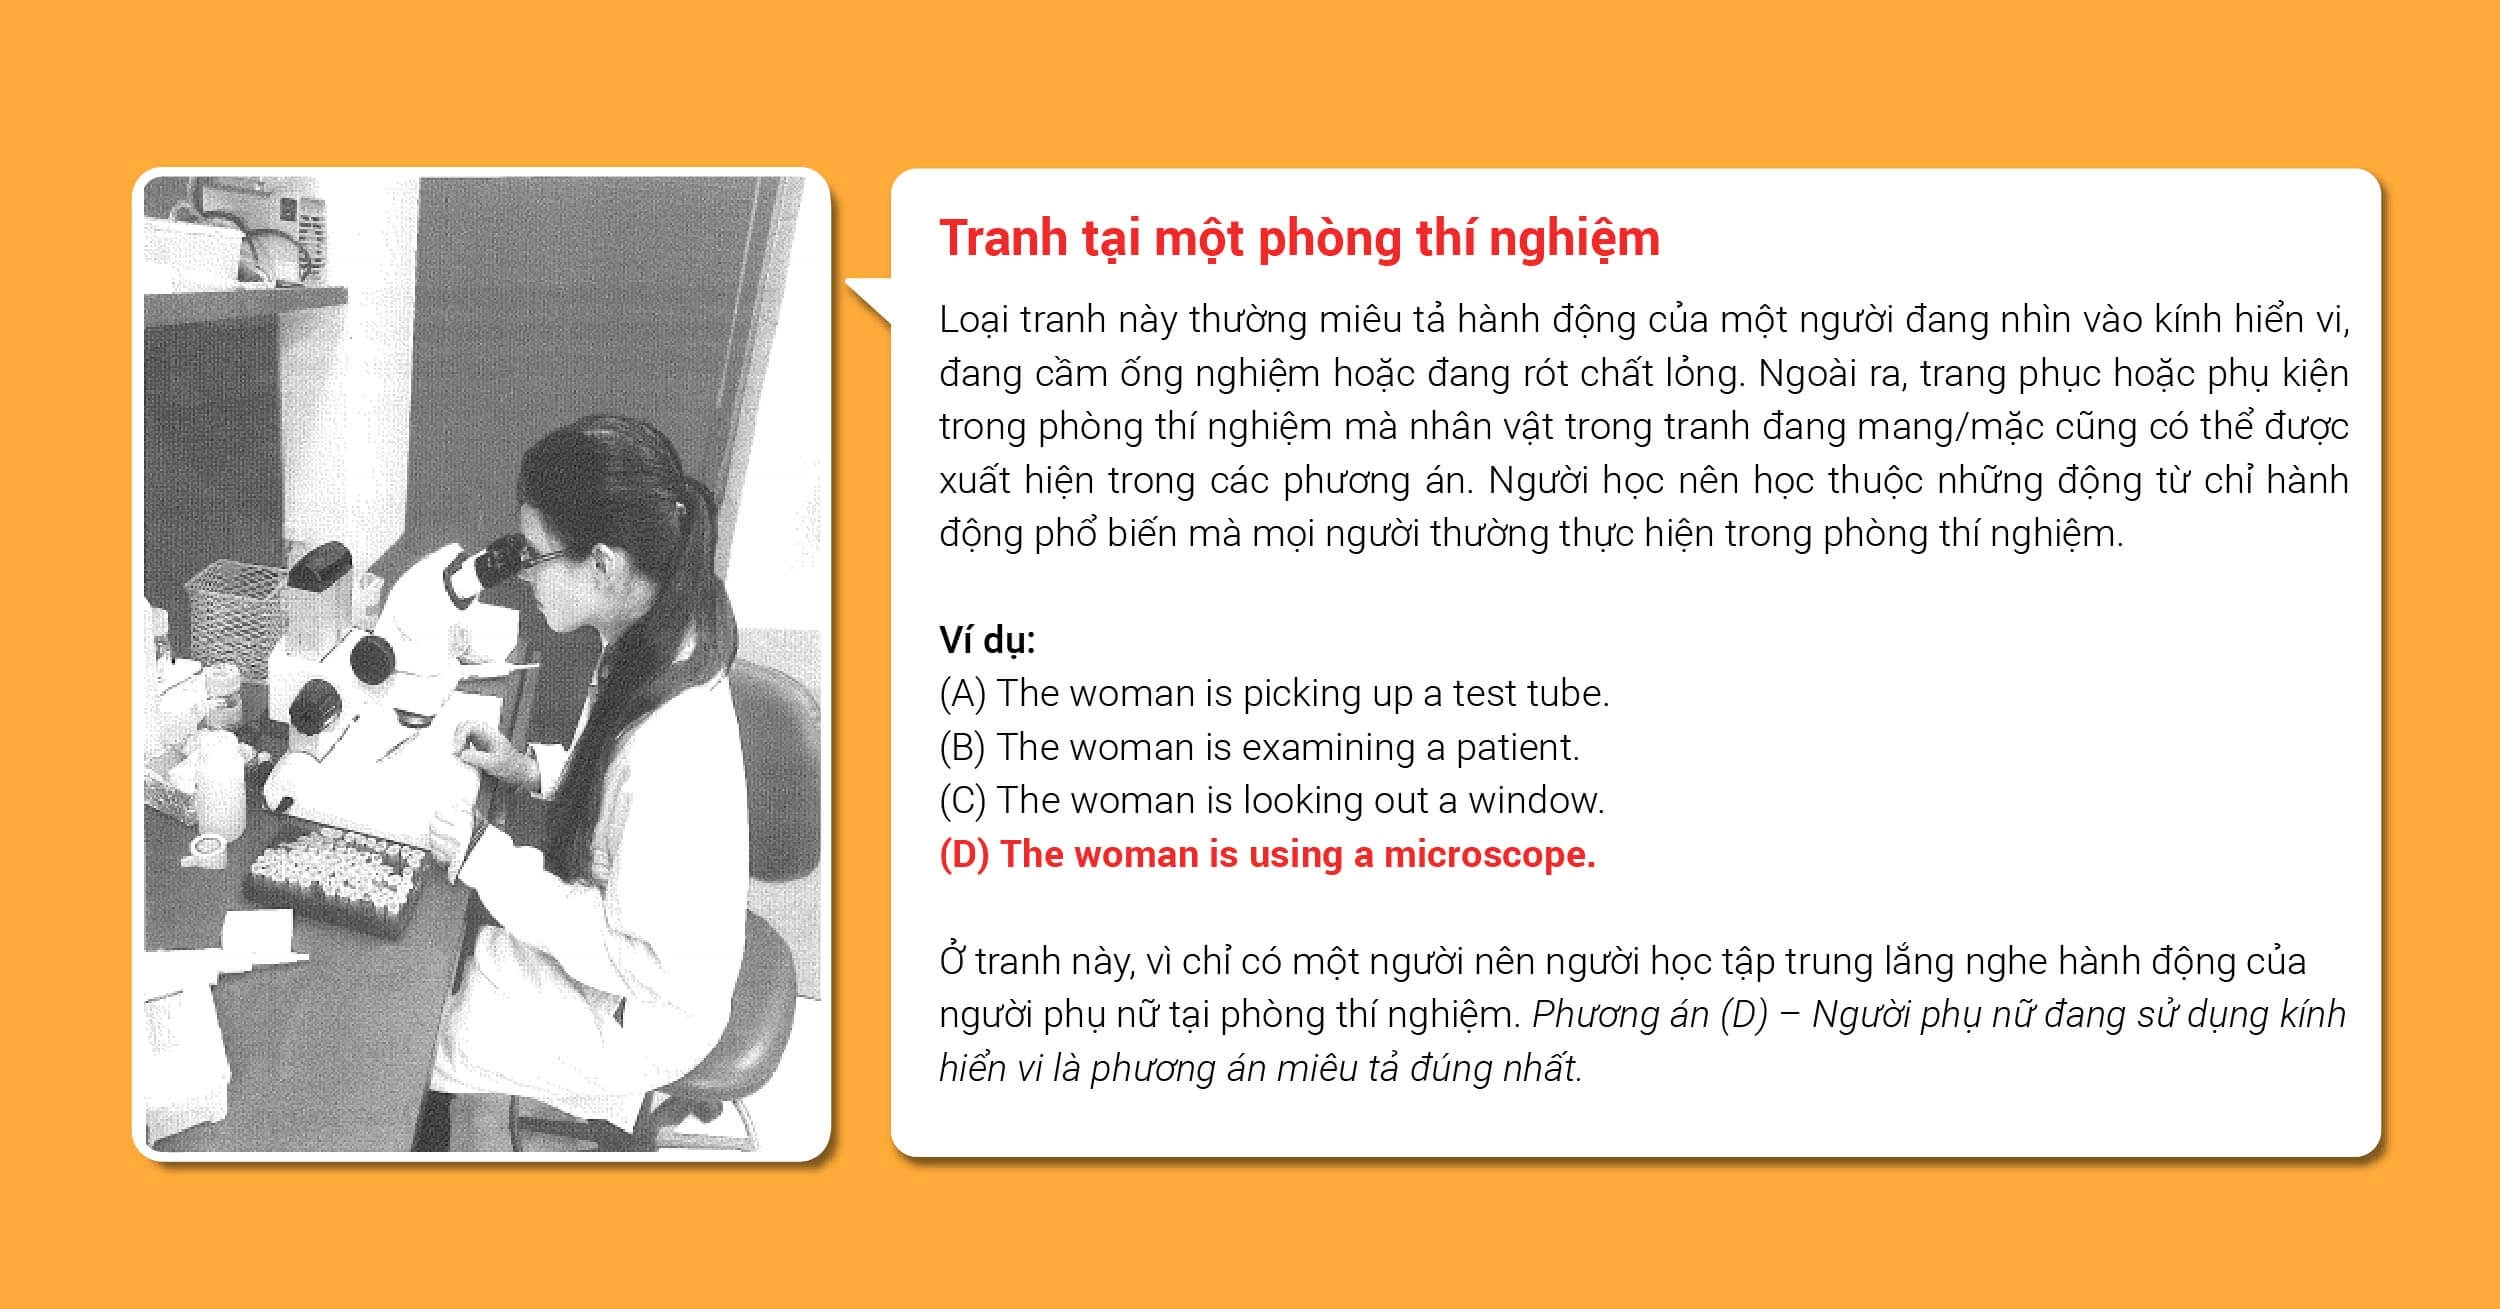 Tranh tại một phòng thí nghiệm
Loại tranh này thường miêu tả hành động của một người đang nhìn vào kính hiển vi,
đang cầm ống nghiệm hoặc đang rót chất lỏng. Ngoài ra, trang phục hoặc phụ kiện
trong phòng thí nghiệm mà nhân vật trong tranh đang mang/mặc cũng có thể được
xuất hiện trong các phương án. Người học nên học thuộc những động từ chỉ hành
động phổ biến mà mọi người thường thực hiện trong phòng thí nghiệm.
Ví dụ:
(A) The woman is picking up a test tube.
(B) The woman is examining a patient.
(C) The woman is looking out a window.
(D) The woman is using a microscope.
Ở tranh này, vì chỉ có một người nên người học tập trung lắng nghe hành động của
người phụ nữ tại phòng thí nghiệm. Phương án (D) – Người phụ nữ đang sử dụng kính
hiển vi là phương án miêu tả đúng nhất.